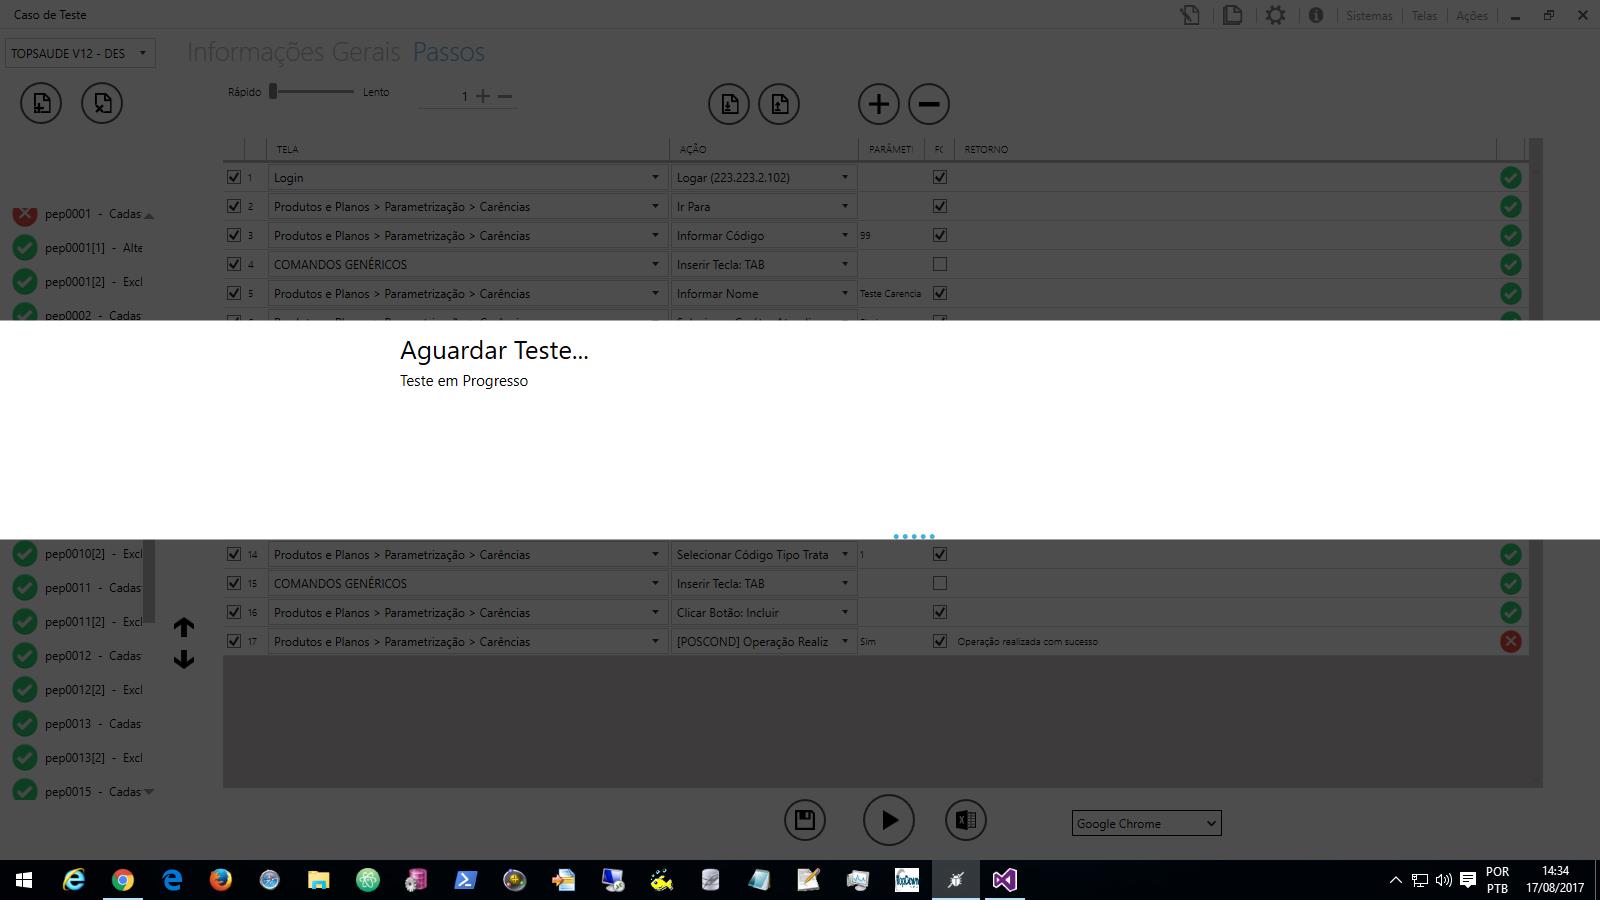 Caso de Teste
Sistemas
Telas
Ações
TOPSAUDE V12 - DES
Informações Gerais Passos
Rápido
Lento
1
TELA
AÇÃO
PARÂMETI
FC
RETORNO
1 Login Logar (223.223.2.102)
2 Produtos e Planos > Parametrização > Carências Ir Para
3 Produtos e Planos > Parametrização > Carências Informar Código 99
4 COMANDOS GENÉRICOS Inserir Tecla: TAB
5 Produtos e Planos > Parametrização > Carências Informar Nome Teste Carencia
pep0001 - Cadas
pep0001[1] - Alte
pep0001[2] - Excl
pep0002 - Cadas
Aguardar Teste...
Teste em Progresso
pep0010[2] - Excl
pep0011 - Cadas
pep0011[2] - Excl
pep0012 - Cadas
pep0012[2] - Excl
pep0013 - Cadas
pep0013[2] - Excl
pep0015 - Cadas
14 Produtos e Planos > Parametrização > Carências Selecionar Código Tipo Trata 1
15 COMANDOS GENÉRICOS Inserir Tecla: TAB
16 Produtos e Planos > Parametrização > Carências Clicar Botão: Incluir
17 Produtos e Planos > Parametrização > Carências [POSCOND] Operação Realiz Sim Operação realizada com sucesso
Google Chrome
POR
PTB
14:34
17/08/2017